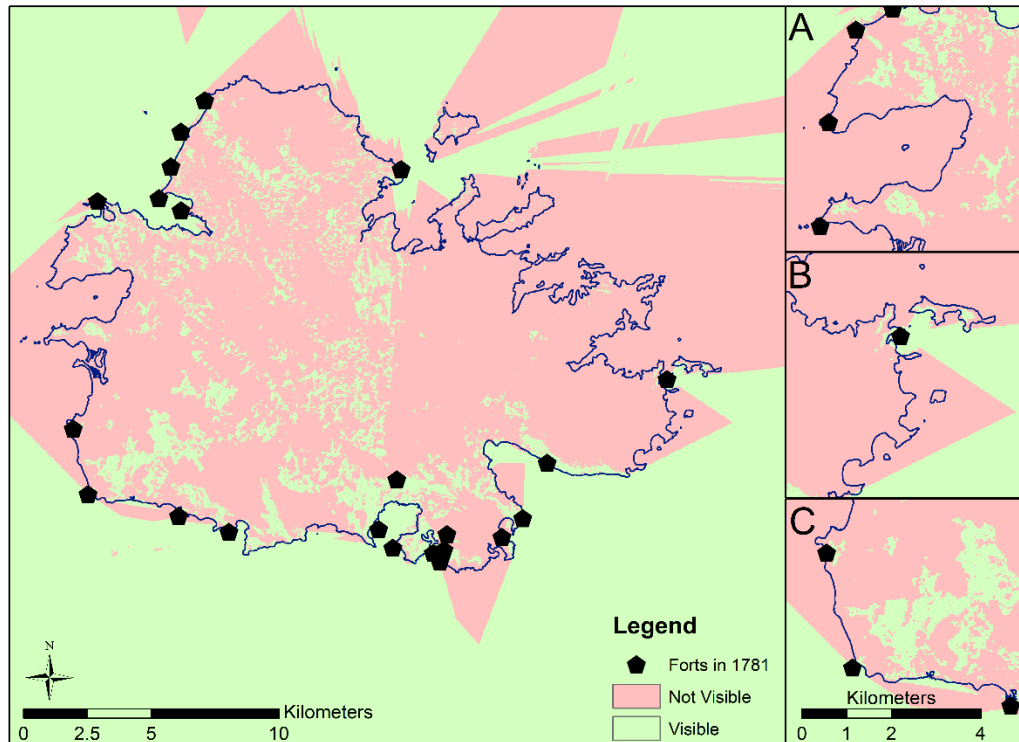 A
B
C
N
Kilometers
0 2.5 5 10
Legend
Forts in 1781
Not Visible
Visible
Kilometers
0 1 2 4